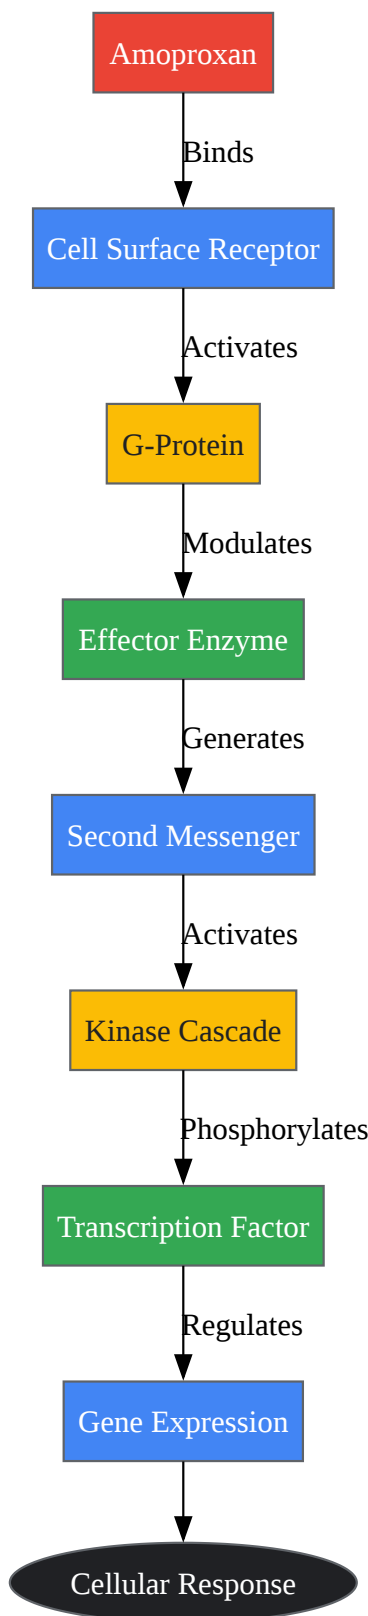 Amoproxan
Binds
Cell Surface Receptor
Activates
G-Protein
Modulates
Effector Enzyme
Generates
Second Messenger
Activates
Kinase Cascade
Phosphorylates
Transcription Factor
Regulates
Gene Expression
Cellular Response